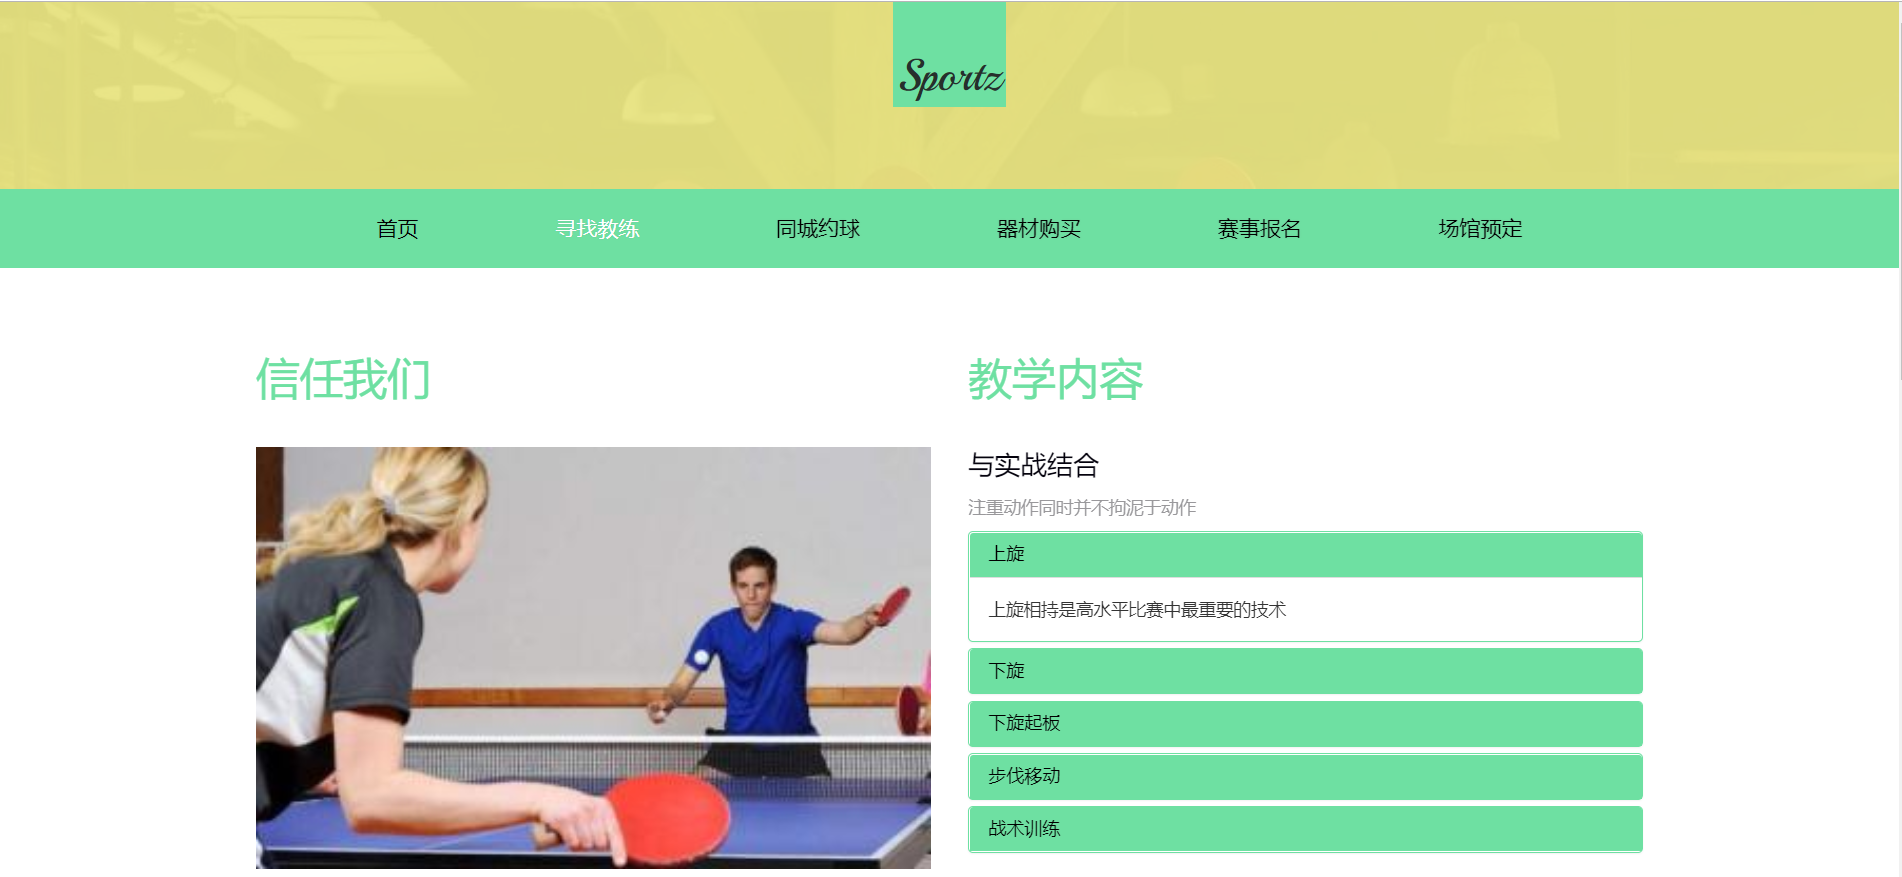 Sportz
首页 寻找教练 同城约球 器材购买 赛事报名 场馆预定
信任我们
教学内容
与实战结合
注重动作同时并不拘泥于动作
上旋
上旋相持是高水平比赛中最重要的技术
下旋
下旋起板
步伐移动
战术训练